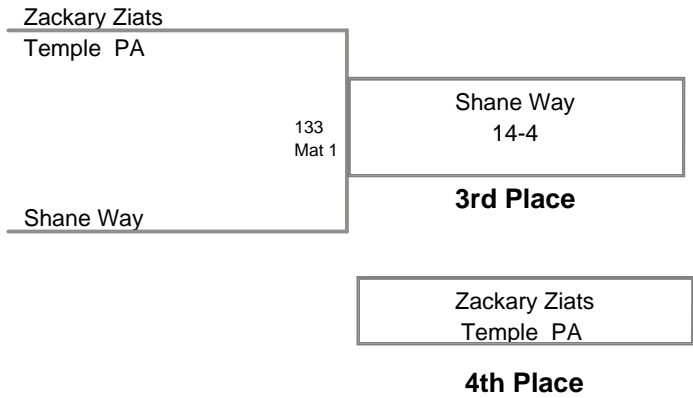 Zackary Ziats
Temple PA
133
Mat 1
Shane Way
14-4
3rd Place
Shane Way
Zackary Ziats
Temple PA
4th Place